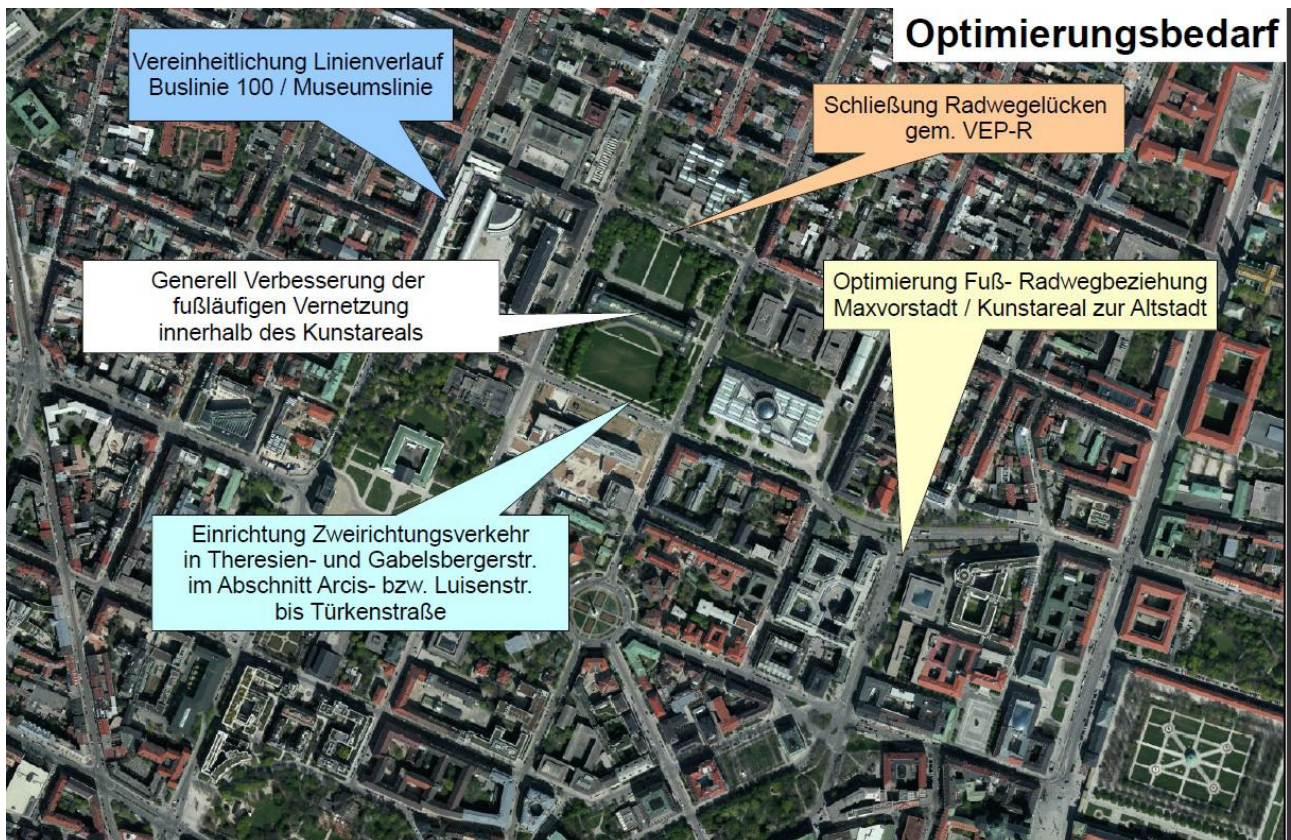 Optimierungsbedarf
Vereinheitlichung Linienverlauf
Buslinie 100 / Museumslinie
Schließung Radwegelücken
gem. VEP-R
Generell Verbesserung der
fußläufigen Vernetzung
innerhalb des Kunstareals
Optimierung Fuß- Radwegbeziehung
Maxvorstadt / Kunstareal zur Altstadt
Einrichtung Zweirichtungsverkehr
in Theresien- und Gabelsbergerstr.
im Abschnitt Arcis- bzw. Luisenstr.
bis Türkenstraße